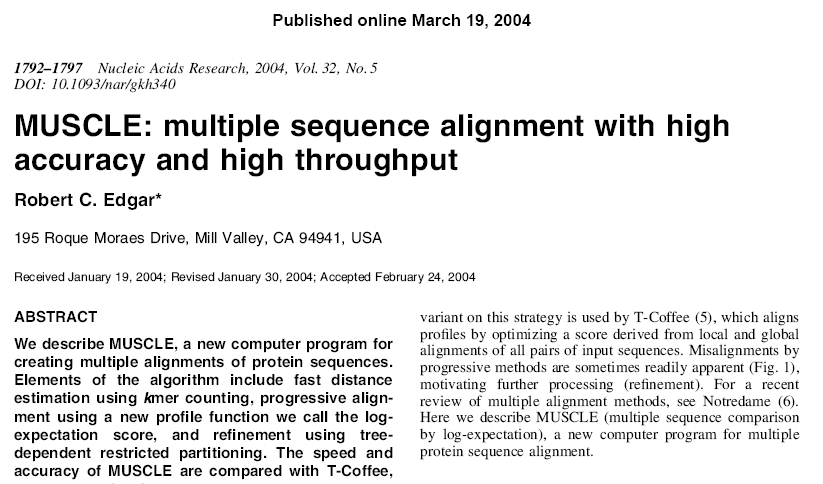 Published online March 19, 2004
1792–1797 Nucleic Acids Research, 2004, Vol. 32, No. 5
DOI: 10.1093/nar/gkh340
MUSCLE: multiple sequence alignment with high
accuracy and high throughput
Robert C. Edgar*
195 Roque Moraes Drive, Mill Valley, CA 94941, USA
Received January 19, 2004; Revised January 30, 2004; Accepted February 24, 2004
ABSTRACT
We describe MUSCLE, a new computer program for
creating multiple alignments of protein sequences.
Elements of the algorithm include fast distance
estimation using kmer counting, progressive align-
ment using a new profile function we call the log-
expectation score, and refinement using tree-
dependent restricted partitioning. The speed and
accuracy of MUSCLE are compared with T-Coffee,
variant on this strategy is used by T-Coffee (5), which aligns
profiles by optimizing a score derived from local and global
alignments of all pairs of input sequences. Misalignments by
progressive methods are sometimes readily apparent (Fig. 1),
motivating further processing (refinement). For a recent
review of multiple alignment methods, see Notredame (6).
Here we describe MUSCLE (multiple sequence comparison
by log-expectation), a new computer program for multiple
protein sequence alignment.